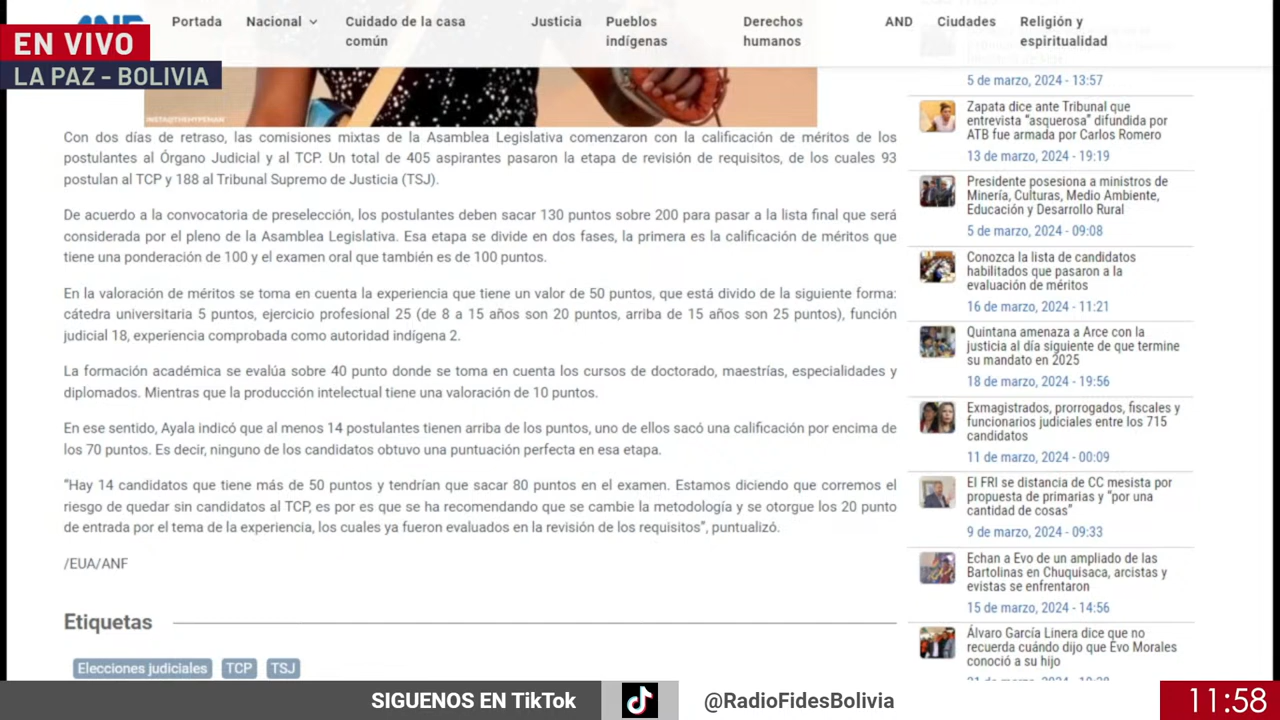 ANF
Portada
Nacional
Cuidado de la casa
común
Justicia
Pueblos
indígenas
Derechos
humanos
AND
Ciudades
Religión y
espiritualidad
EN VIVO
LA PAZ - BOLIVIA
Con dos días de retraso, las comisiones mixtas de la Asamblea Legislativa comenzaron con la calificación de méritos de los
postulantes al Órgano Judicial y al TCP. Un total de 405 aspirantes pasaron la etapa de revisión de requisitos, de los cuales 93
postulan al TCP y 188 al Tribunal Supremo de Justicia (TSJ).
De acuerdo a la convocatoria de preselección, los postulantes deben sacar 130 puntos sobre 200 para pasar a la lista final que será
considerada por el pleno de la Asamblea Legislativa. Esa etapa se divide en dos fases, la primera es la calificación de méritos que
tiene una ponderación de 100 y el examen oral que también es de 100 puntos.
En la valoración de méritos se toma en cuenta la experiencia que tiene un valor de 50 puntos, que está divido de la siguiente forma:
cátedra universitaria 5 puntos, ejercicio profesional 25 (de 8 a 15 años son 20 puntos, arriba de 15 años son 25 puntos), función
judicial 18, experiencia comprobada como autoridad indígena 2.
La formación académica se evalúa sobre 40 punto donde se toma en cuenta los cursos de doctorado, maestrías, especialidades y
diplomados. Mientras que la producción intelectual tiene una valoración de 10 puntos.
En ese sentido, Ayala indicó que al menos 14 postulantes tienen arriba de los puntos, uno de ellos sacó una calificación por encima de
los 70 puntos. Es decir, ninguno de los candidatos obtuvo una puntuación perfecta en esa etapa.
“Hay 14 candidatos que tiene más de 50 puntos y tendrían que sacar 80 puntos en el examen. Estamos diciendo que corremos el
riesgo de quedar sin candidatos al TCP, es por es que se ha recomendando que se cambie la metodología y se otorgue los 20 punto
de entrada por el tema de la experiencia, los cuales ya fueron evaluados en la revisión de los requisitos”, puntualizó.
/EUA/ANF
Etiquetas
Elecciones judiciales
TCP
TSJ
5 de marzo, 2024 - 13:57
Zapata dice ante Tribunal que
entrevista “asquerosa” difundida por
ATB fue armada por Carlos Romero
13 de marzo, 2024 - 19:19
Presidente posesiona a ministros de
Minería, Culturas, Medio Ambiente,
Educación y Desarrollo Rural
5 de marzo, 2024 - 09:08
Conozca la lista de candidatos
habilitados que pasaron a la
evaluación de méritos
16 de marzo, 2024 - 11:21
Quintana amenaza a Arce con la
justicia al día siguiente de que termine
su mandato en 2025
18 de marzo, 2024 - 19:56
Exmagistrados, prorrogados, fiscales y
funcionarios judiciales entre los 715
candidatos
11 de marzo, 2024 - 00:09
El FRI se distancia de CC mesista por
propuesta de primarias y “por una
cantidad de cosas”
9 de marzo, 2024 - 09:33
Echan a Evo de un ampliado de las
Bartolinas en Chuquisaca, arcistas y
evistas se enfrentaron
15 de marzo, 2024 - 14:56
Álvaro García Linera dice que no
recuerda cuándo dijo que Evo Morales
conoció a su hijo
SIGUENOS EN TikTok
@RadioFidesBolivia
11:58